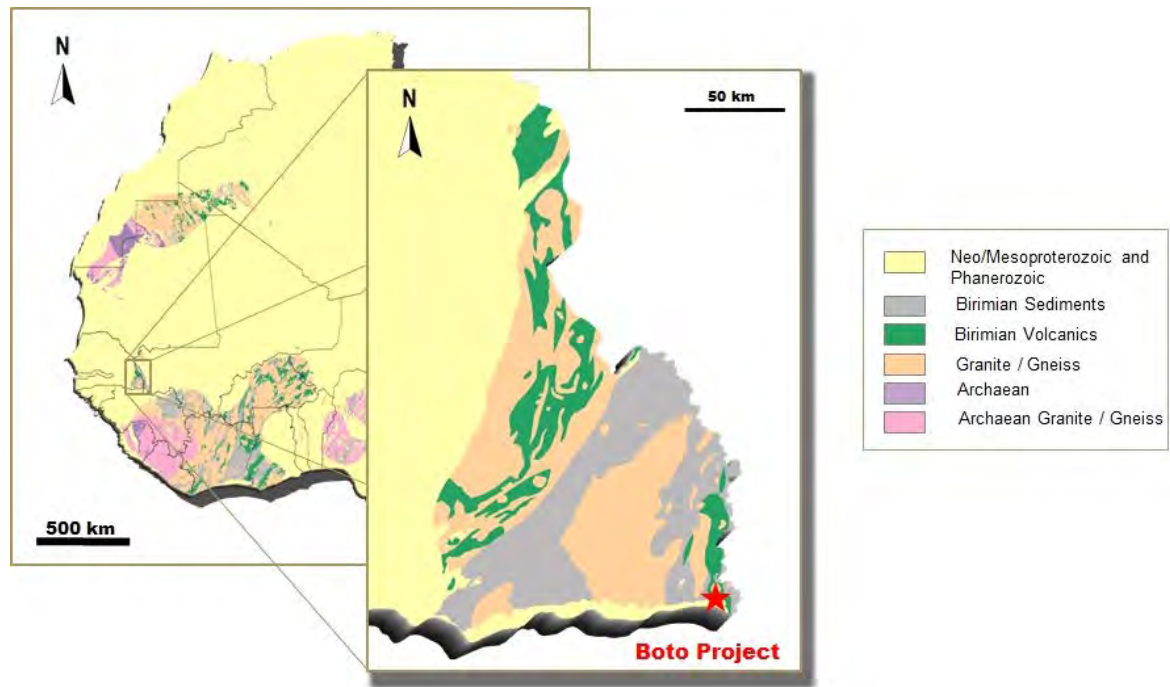 N
500 km
N
50 km
Boto Project
Neo/Mesoproterozoic and
Phanerozoic
Birimian Sediments
Birimian Volcanics
Granite / Gneiss
Archaean
Archaean Granite / Gneiss